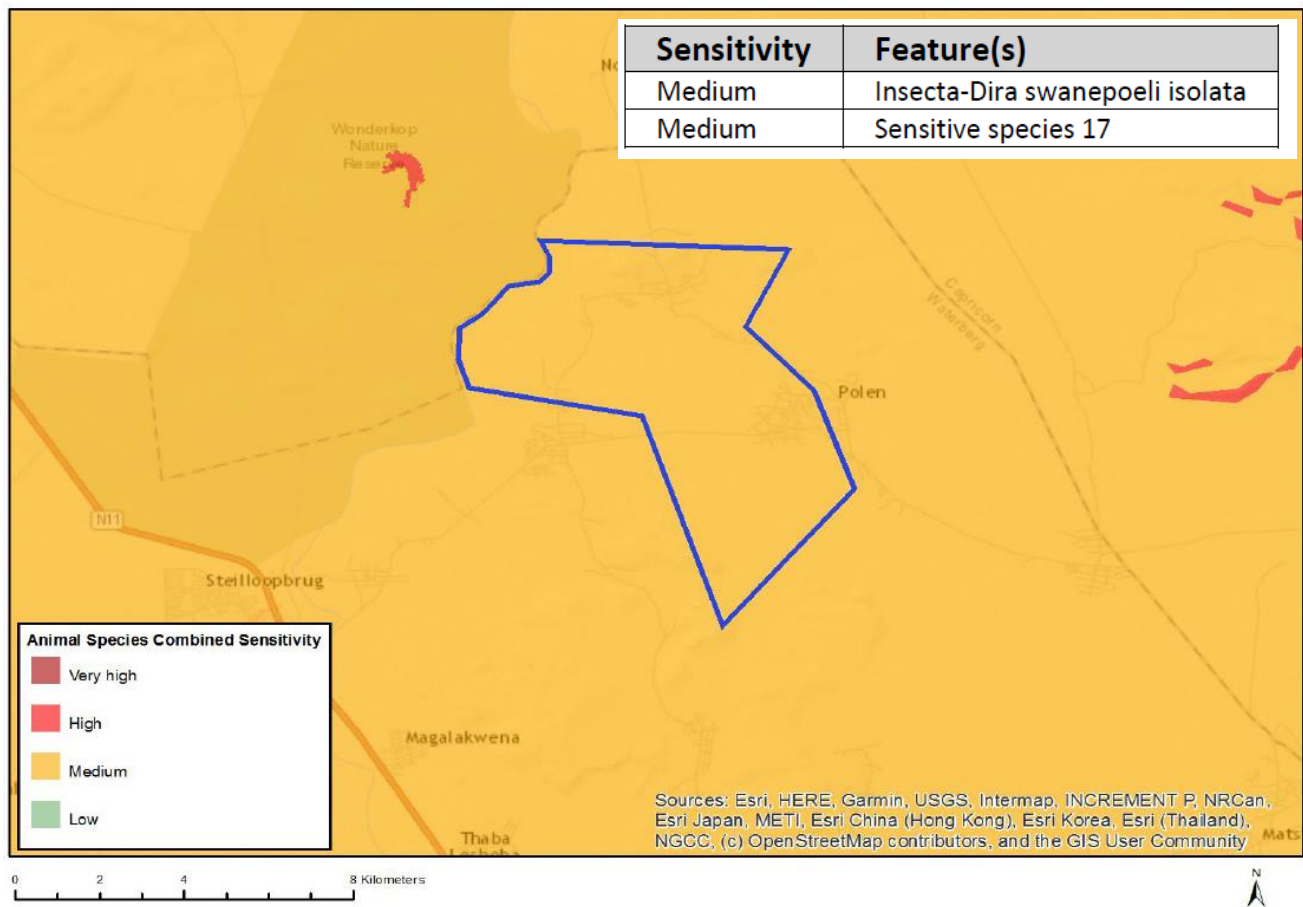 Sensitivity Feature(s)
Medium Insecta-Dira swanepoeli isolata
Medium Sensitive species 17
Wonderkop
Nature
Capricorn
Waterberg
Polen
N11
Steilloopbrug
Animal Species Combined Sensitivity
Very high
High
Medium
Low
Magalakwena
Thaba
Sources: Esri, HERE, Garmin, USGS, Intermap, INCREMENT P, NRCan,
Esri Japan, METI, Esri China (Hong Kong), Esri Korea, Esri (Thailand),
NGCC, (c) OpenStreetMap contributors, and the GIS User Community
Mats
0 2 4 8 Kilometers
N